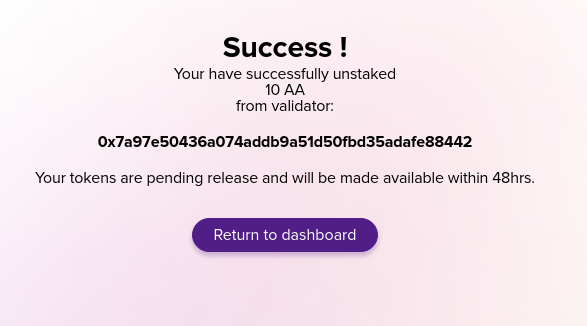 Success !
Your have successfully unstaked
10 AA
from validator:
0x7a97e50436a074addb9a51d50fbd35adafe88442
Your tokens are pending release and will be made available within 48hrs.
Return to dashboard